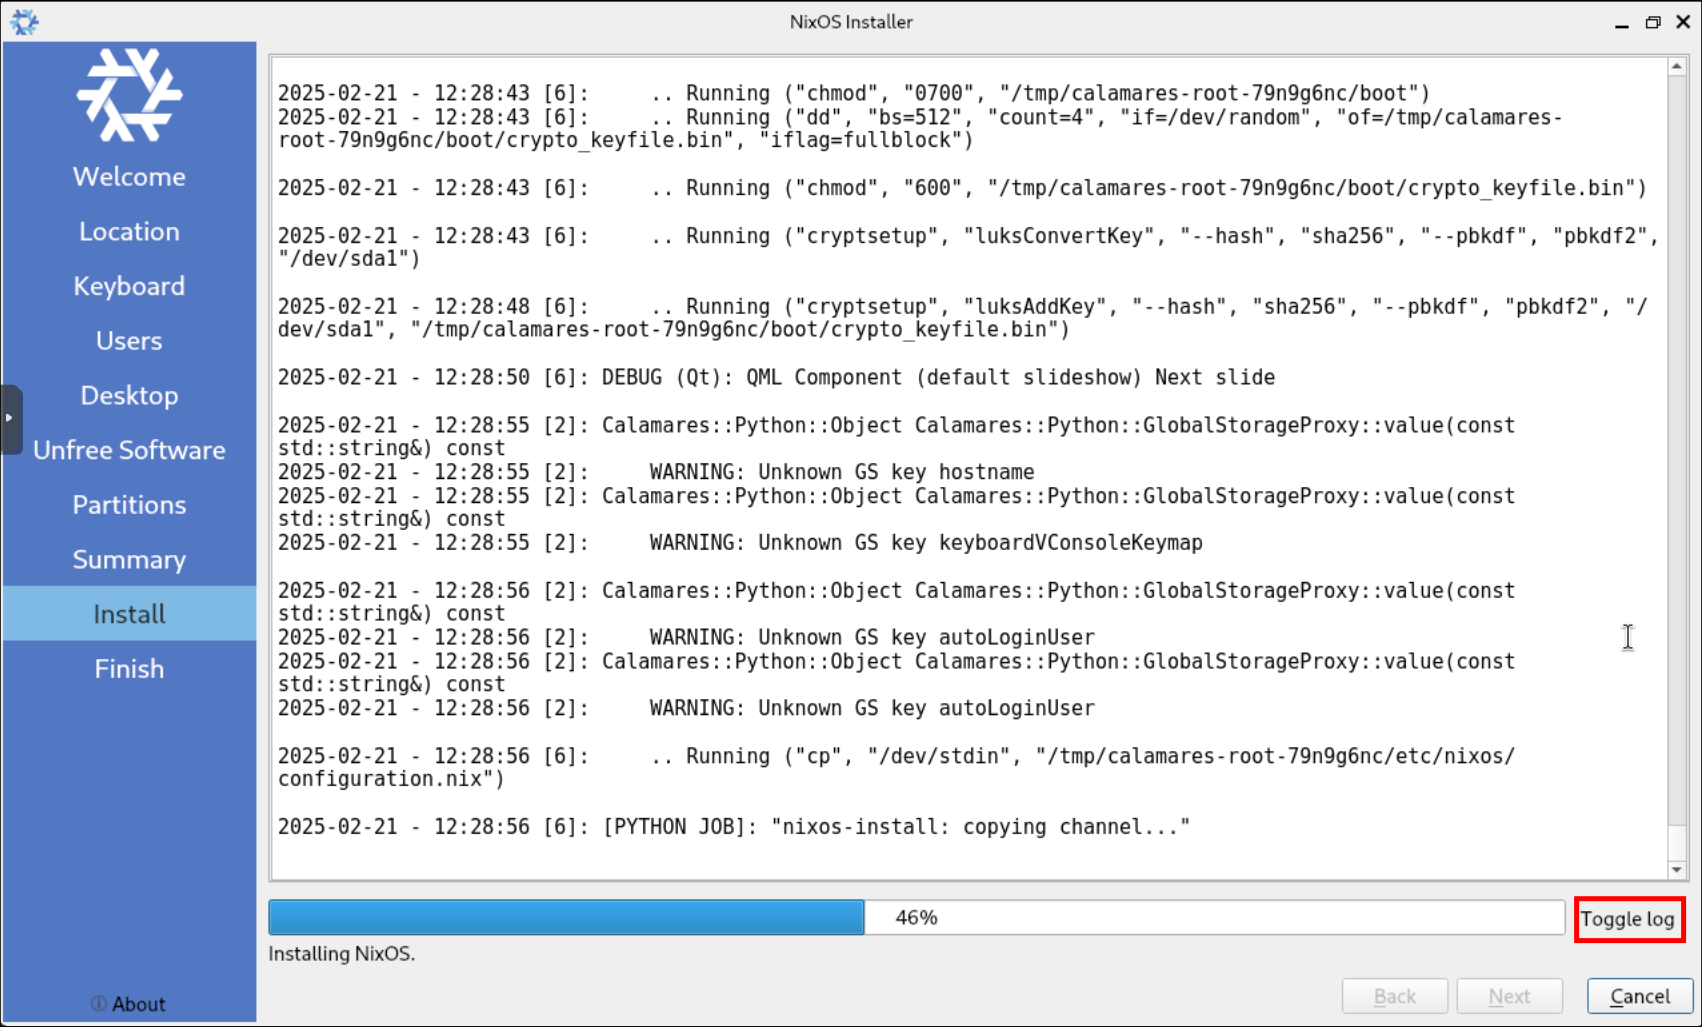 NixOS Installer
Welcome
Location
Keyboard
Users
Desktop
Unfree Software
Partitions
Summary
Install
Finish
About
2025-02-21 - 12:28:43 [6]:     .. Running ("chmod", "0700", "/tmp/calamares-root-79n9g6nc/boot")
2025-02-21 - 12:28:43 [6]:     .. Running ("dd", "bs=512", "count=4", "if=/dev/random", "of=/tmp/calamares-
root-79n9g6nc/boot/crypto_keyfile.bin", "iflag=fullblock")
2025-02-21 - 12:28:43 [6]:     .. Running ("chmod", "600", "/tmp/calamares-root-79n9g6nc/boot/crypto_keyfile.bin")
2025-02-21 - 12:28:43 [6]:     .. Running ("cryptsetup", "luksConvertKey", "--hash", "sha256", "--pbkdf", "pbkdf2",
"/dev/sda1")
2025-02-21 - 12:28:48 [6]:     .. Running ("cryptsetup", "luksAddKey", "--hash", "sha256", "--pbkdf", "pbkdf2", "/
dev/sda1", "/tmp/calamares-root-79n9g6nc/boot/crypto_keyfile.bin")
2025-02-21 - 12:28:50 [6]: DEBUG (Qt): QML Component (default slideshow) Next slide
2025-02-21 - 12:28:55 [2]: Calamares::Python::Object Calamares::Python::GlobalStorageProxy::value(const
std::string&) const
2025-02-21 - 12:28:55 [2]:     WARNING: Unknown GS key hostname
2025-02-21 - 12:28:55 [2]: Calamares::Python::Object Calamares::Python::GlobalStorageProxy::value(const
std::string&) const
2025-02-21 - 12:28:55 [2]:     WARNING: Unknown GS key keyboardVConsoleKeymap
2025-02-21 - 12:28:56 [2]: Calamares::Python::Object Calamares::Python::GlobalStorageProxy::value(const
std::string&) const
2025-02-21 - 12:28:56 [2]:     WARNING: Unknown GS key autoLoginUser
2025-02-21 - 12:28:56 [2]: Calamares::Python::Object Calamares::Python::GlobalStorageProxy::value(const
std::string&) const
2025-02-21 - 12:28:56 [2]:     WARNING: Unknown GS key autoLoginUser
2025-02-21 - 12:28:56 [6]:     .. Running ("cp", "/dev/stdin", "/tmp/calamares-root-79n9g6nc/etc/nixos/
configuration.nix")
2025-02-21 - 12:28:56 [6]: [PYTHON JOB]: "nixos-install: copying channel..."
46%
Toggle log
Installing NixOS.
Back
Next
Cancel